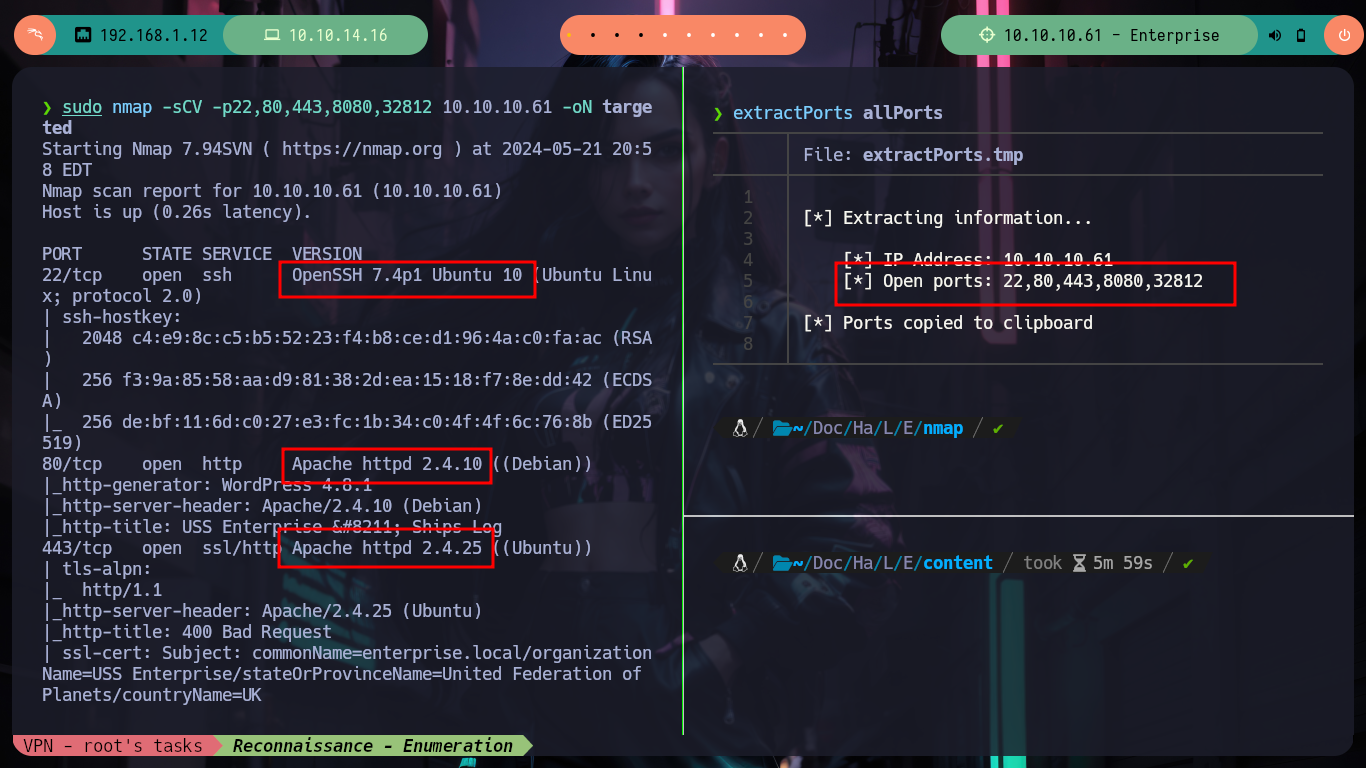 192.168.1.12
10.10.14.16
10.10.10.61 - Enterprise
❯ sudo nmap -sCV -p22,80,443,8080,32812 10.10.10.61 -oN targe
ted
Starting Nmap 7.94SVN ( https://nmap.org ) at 2024-05-21 20:5
8 EDT
Nmap scan report for 10.10.10.61 (10.10.10.61)
Host is up (0.26s latency).
PORT      STATE SERVICE  VERSION
22/tcp    open  ssh      OpenSSH 7.4p1 Ubuntu 10 (Ubuntu Linu
x; protocol 2.0)
| ssh-hostkey:
|   2048 c4:e9:8c:c5:b5:52:23:f4:b8:ce:d1:96:4a:c0:fa:ac (RSA
)
|   256 f3:9a:85:58:aa:d9:81:38:2d:ea:15:18:f7:8e:dd:42 (ECDS
A)
|_  256 de:bf:11:6d:c0:27:e3:fc:1b:34:c0:4f:4f:6c:76:8b (ED25
519)
80/tcp    open  http     Apache httpd 2.4.10 ((Debian))
|_http-generator: WordPress 4.8.1
|_http-server-header: Apache/2.4.10 (Debian)
|_http-title: USS Enterprise &#8211; Ships Log
443/tcp   open  ssl/http Apache httpd 2.4.25 ((Ubuntu))
| tls-alpn:
|_  http/1.1
|_http-server-header: Apache/2.4.25 (Ubuntu)
|_http-title: 400 Bad Request
| ssl-cert: Subject: commonName=enterprise.local/organization
Name=USS Enterprise/stateOrProvinceName=United Federation of
Planets/countryName=UK
❯ extractPorts allPorts
File: extractPorts.tmp
1
2 [*] Extracting information...
3
4 [*] IP Address: 10.10.10.61
5 [*] Open ports: 22,80,443,8080,32812
6
7 [*] Ports copied to clipboard
8
/ ~/Doc/Ha/L/E/nmap / ✔
/ ~/Doc/Ha/L/E/content / took 5m 59s / ✔
VPN - root's tasks
Reconnaissance - Enumeration